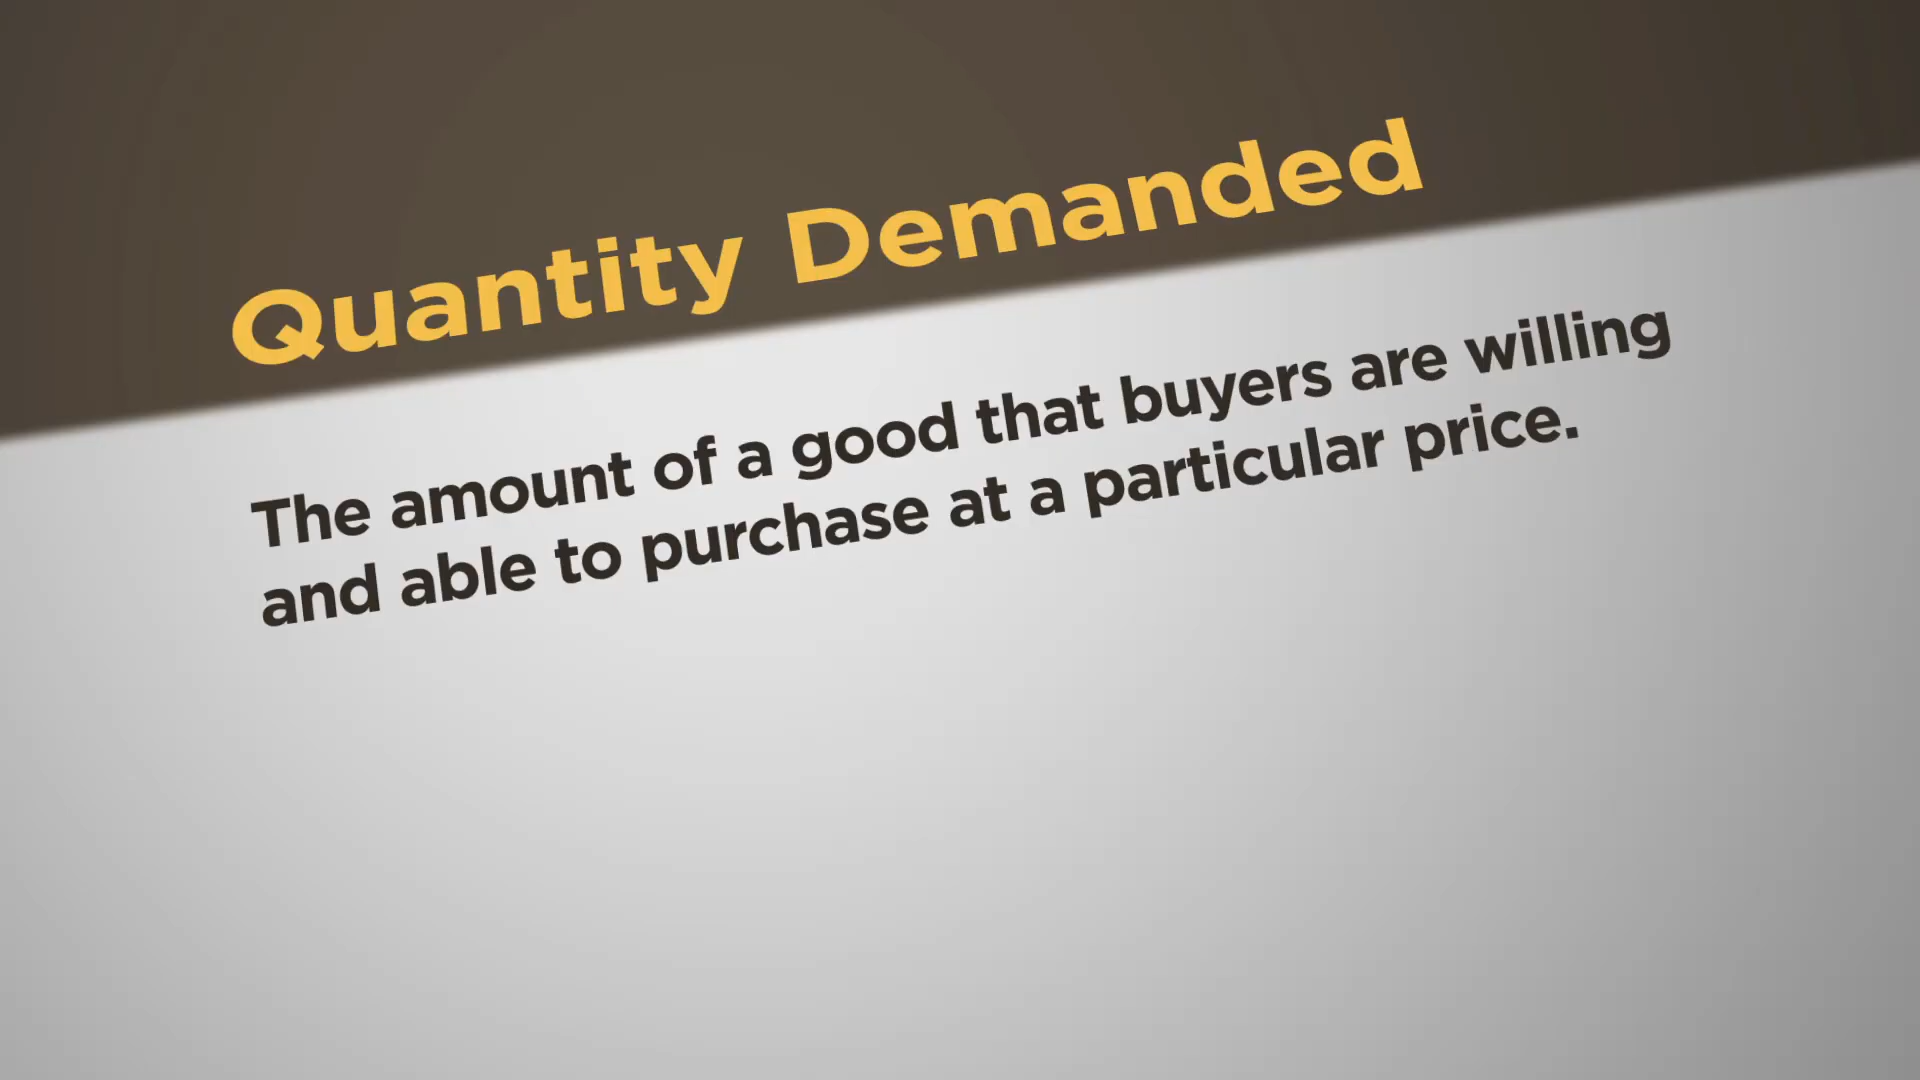 Quantity Demanded
The amount of a good that buyers are willing
and able to purchase at a particular price.